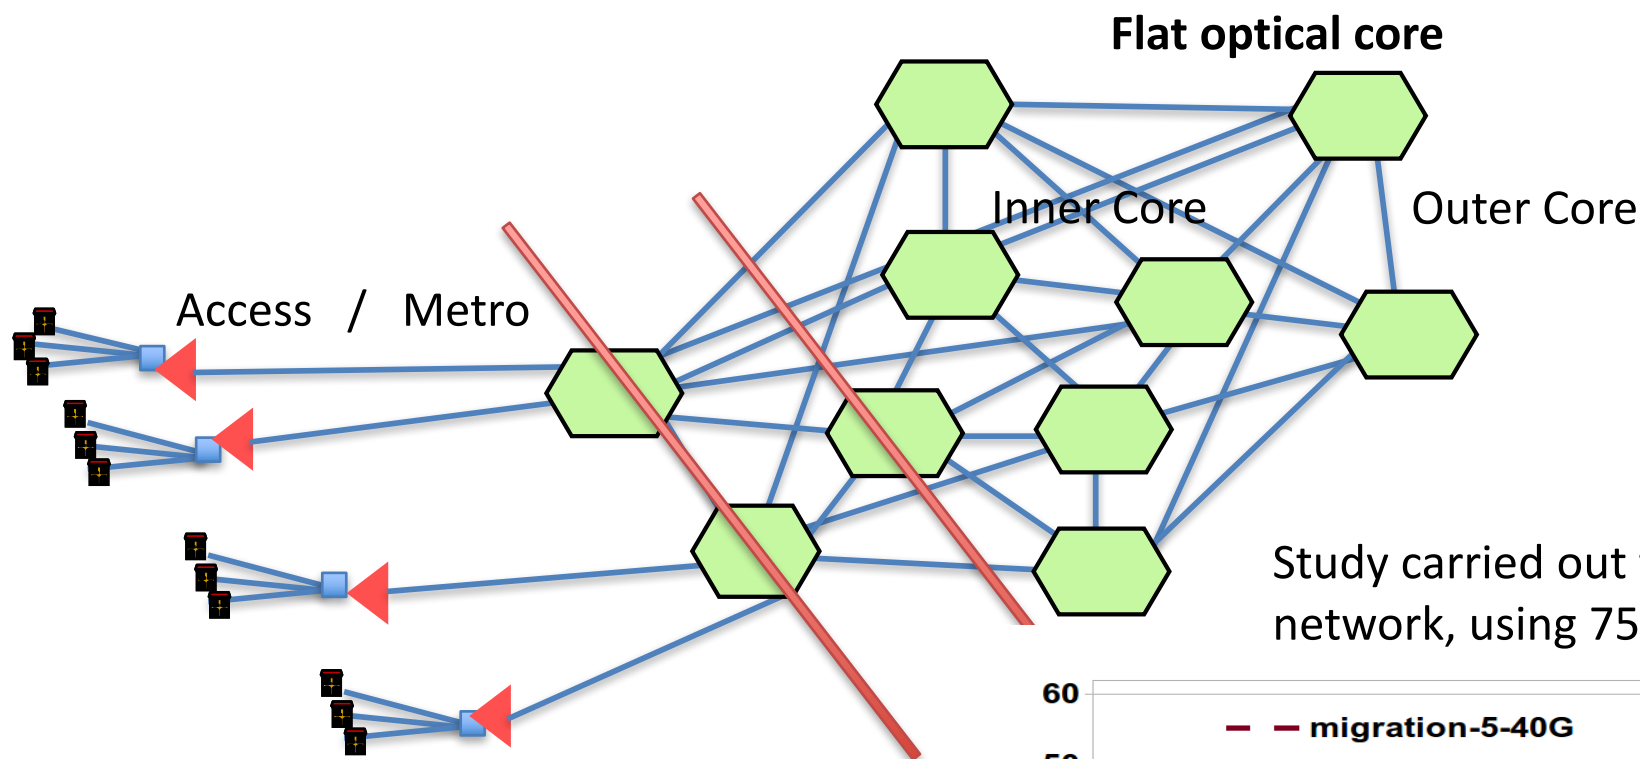 Flat optical core
Inner Core
Outer Core
Access / Metro
Study carried out
network, using 75
60
migration-5-40G
50